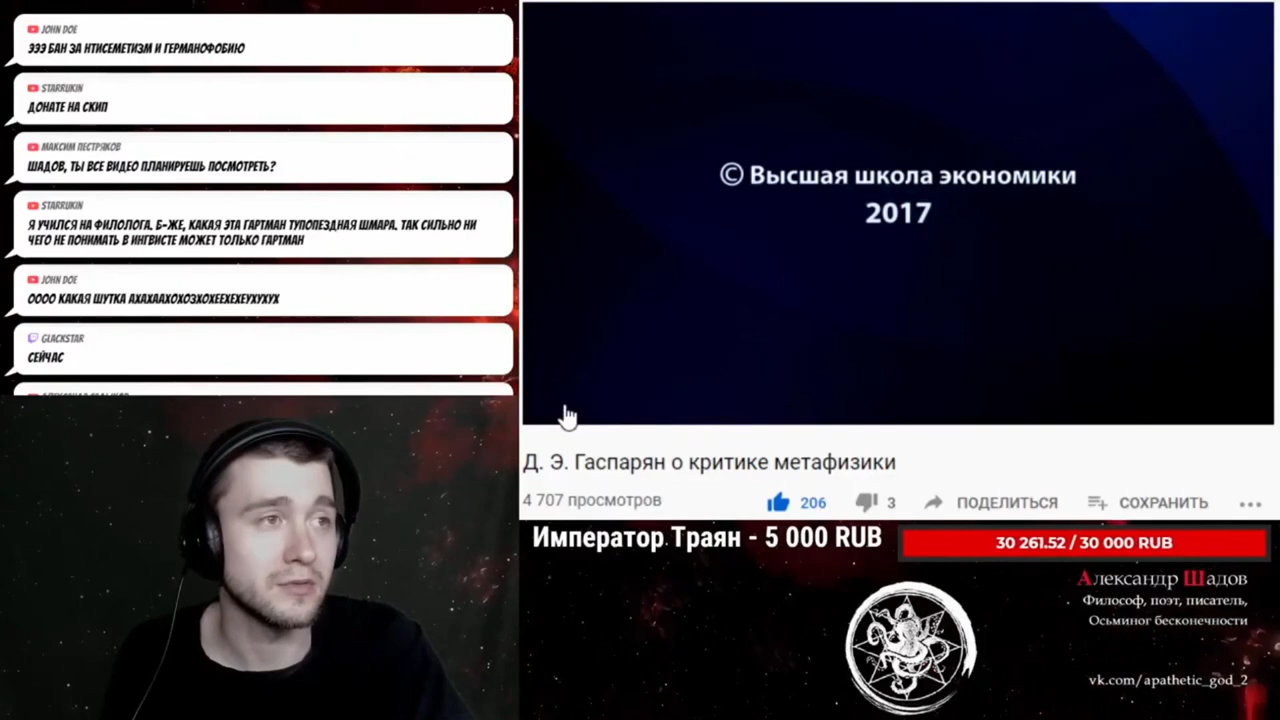 JOHN DOE
ЭЭЭ БАН ЗА НТИСЕМЕТИЗМ И ГЕРМАНОФОБИЮ
STARRUKIN
ДОНАТЕ НА СКИП
МАКСИМ ПЕСТРЯКОВ
ШАДОВ, ТЫ ВСЕ ВИДЕО ПЛАНИРУЕШЬ ПОСМОТРЕТЬ?
STARRUKIN
Я УЧИЛСЯ НА ФИЛОЛОГА. Б-ЖЕ, КАКАЯ ЭТА ГАРТМАН ТУПОПЕЗДНАЯ ШМАРА. ТАК СИЛЬНО НИ
ЧЕГО НЕ ПОНИМАТЬ В ИНГВИСТЕ МОЖЕТ ТОЛЬКО ГАРТМАН
JOHN DOE
ОООО КАКАЯ ШУТКА АХАХААХОХОЗХОХЕЕХЕХЕУХУХУХ
GLACKSTAR
СЕЙЧАС
© Высшая школа экономики
2017
Д. Э. Гаспарян о критике метафизики
4 707 просмотров
206
3
ПОДЕЛИТЬСЯ
СОХРАНИТЬ
Император Траян - 5 000 RUB
30 261.52 / 30 000 RUB
Александр Шадов
Философ, поэт, писатель,
Осьминог бесконечности
vk.com/apathetic_god_2